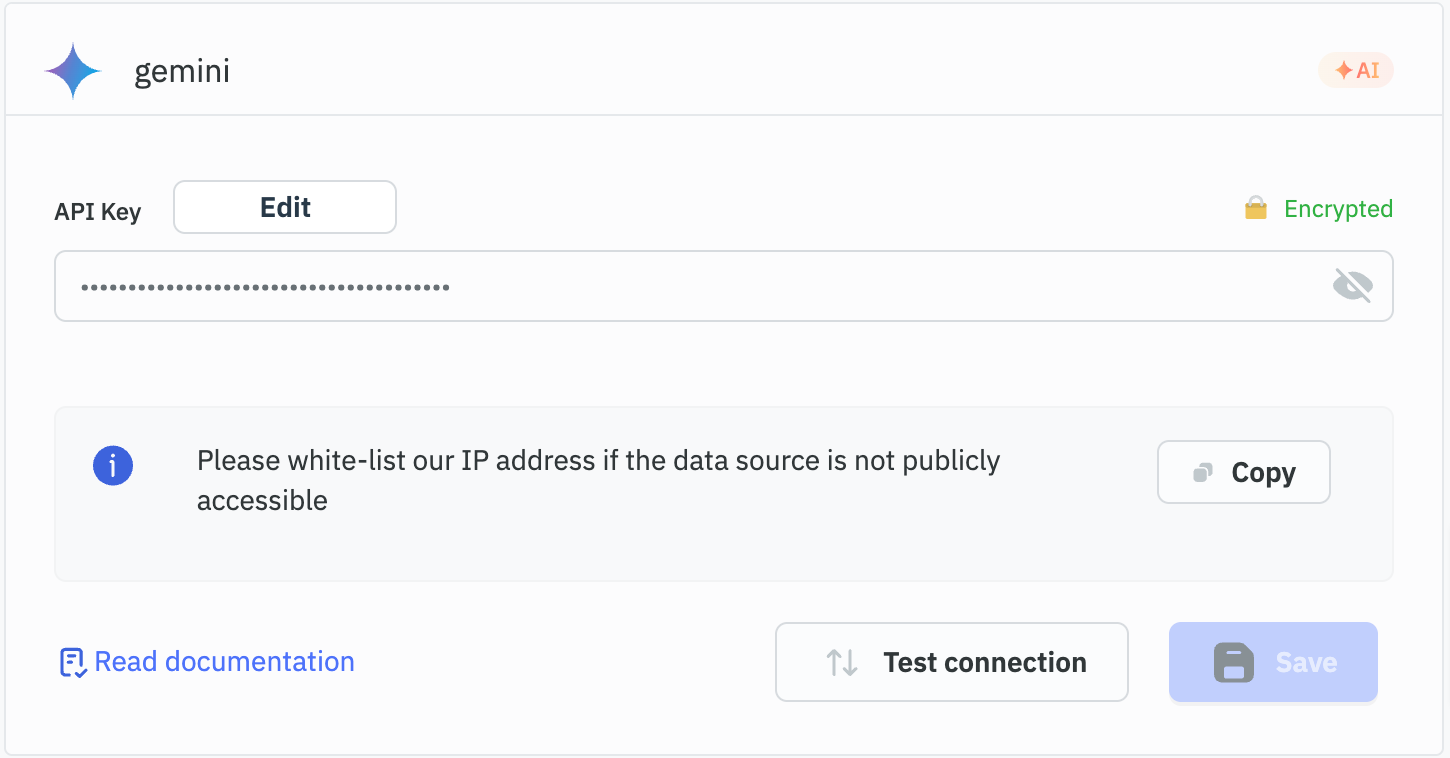 gemini
AI
API Key
Edit
Encrypted
•••••••••••••••••••••••••••••••••••••••
Please white-list our IP address if the data source is not publicly
accessible
Copy
Read documentation
Test connection
Save